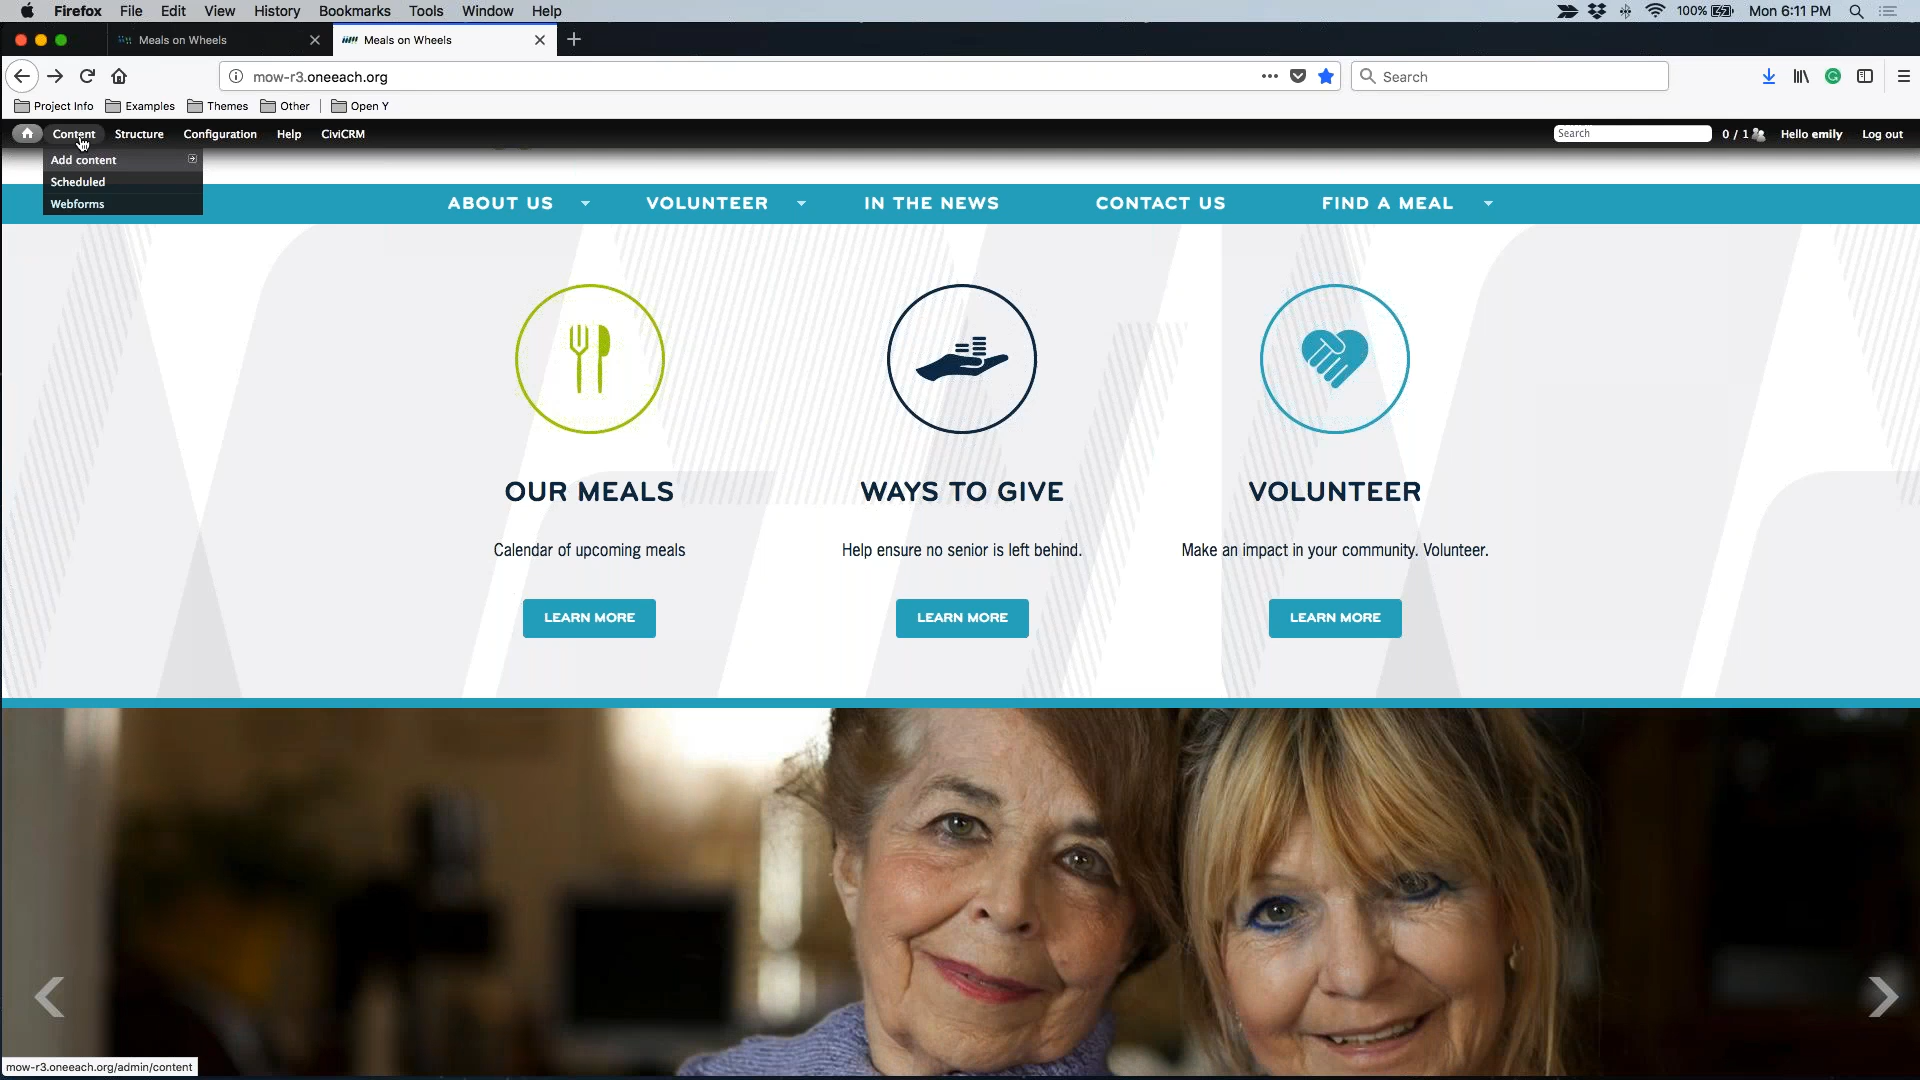 Firefox File Edit View History Bookmarks Tools Window Help 100% Mon 6:11 PM
Meals on Wheels Meals on Wheels
mow-r3.oneeach.org Search
Project Info Examples Themes Other Open Y
Content Structure Configuration Help CiviCRM Search 0 / 1 Hello emily Log out
Add content
Scheduled
Webforms
ABOUT US VOLUNTEER IN THE NEWS CONTACT US FIND A MEAL
OUR MEALS WAYS TO GIVE VOLUNTEER
Calendar of upcoming meals Help ensure no senior is left behind. Make an impact in your community. Volunteer.
LEARN MORE LEARN MORE LEARN MORE
mow-r3.oneeach.org/admin/content